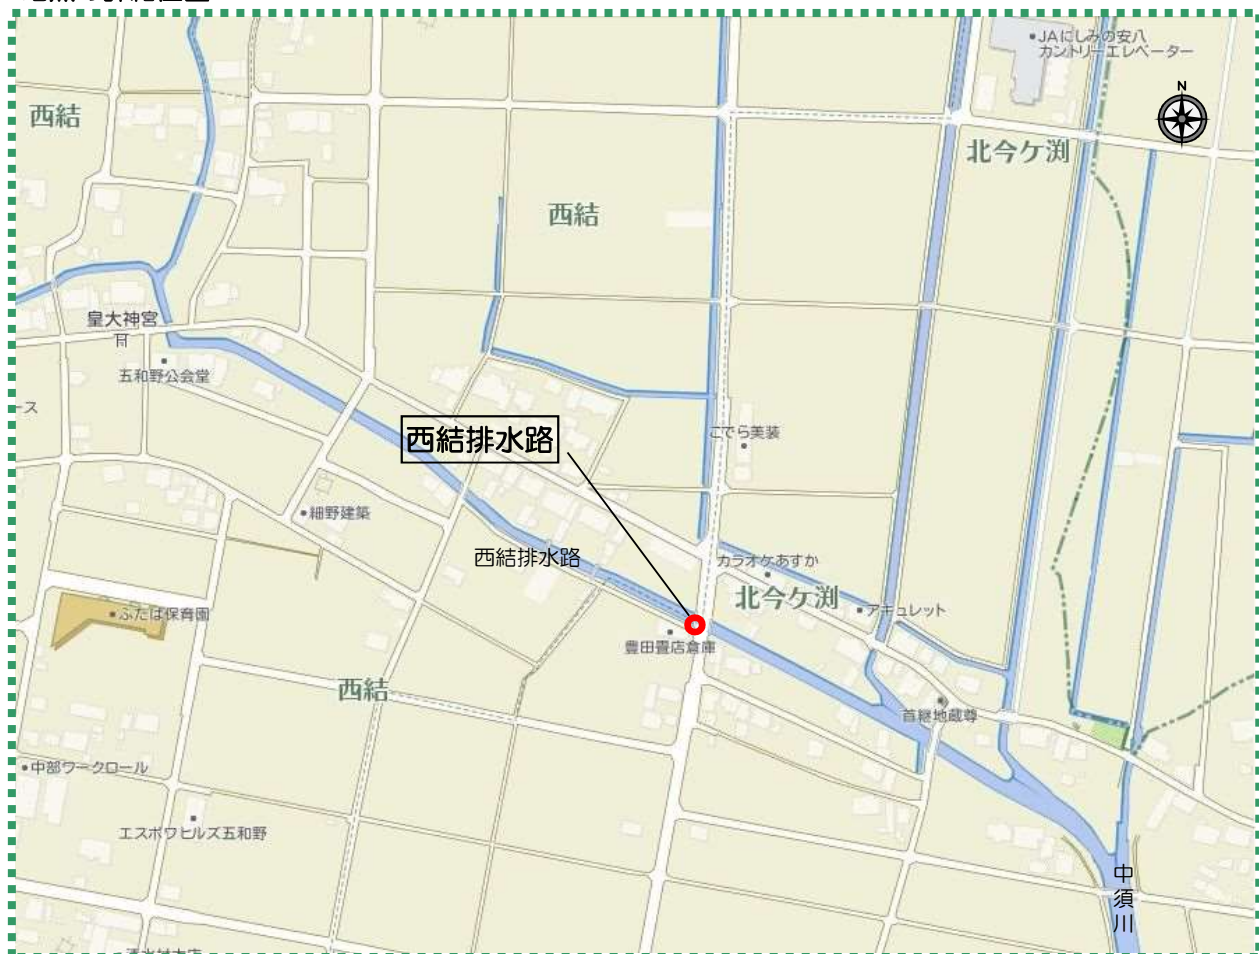 JAにしみの安八
カントリーエレベーター
N
西結
北今ケ渕
西結
皇大神宮
五和野公会堂
ース
西結排水路
こでら美装
細野建築
西結排水路
カラオケあすか
北今ケ渕
アキュレット
ふたば保育園
豊田畳店倉庫
西結
首継地蔵尊
中部ワークロール
エスポワヒルズ五和野
中須川